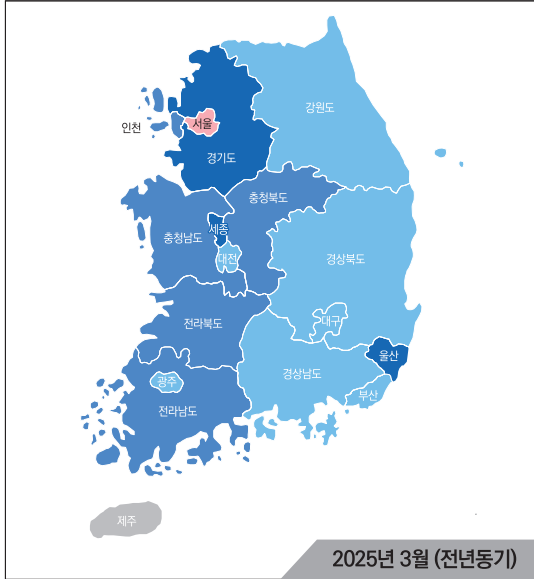 강원도
인천
서울
경기도
충청북도
세종
충청남도
대전
경상북도
전라북도
대구
울산
경상남도
광주
부산
전라남도
제주
2025년 3월 (전년동기)